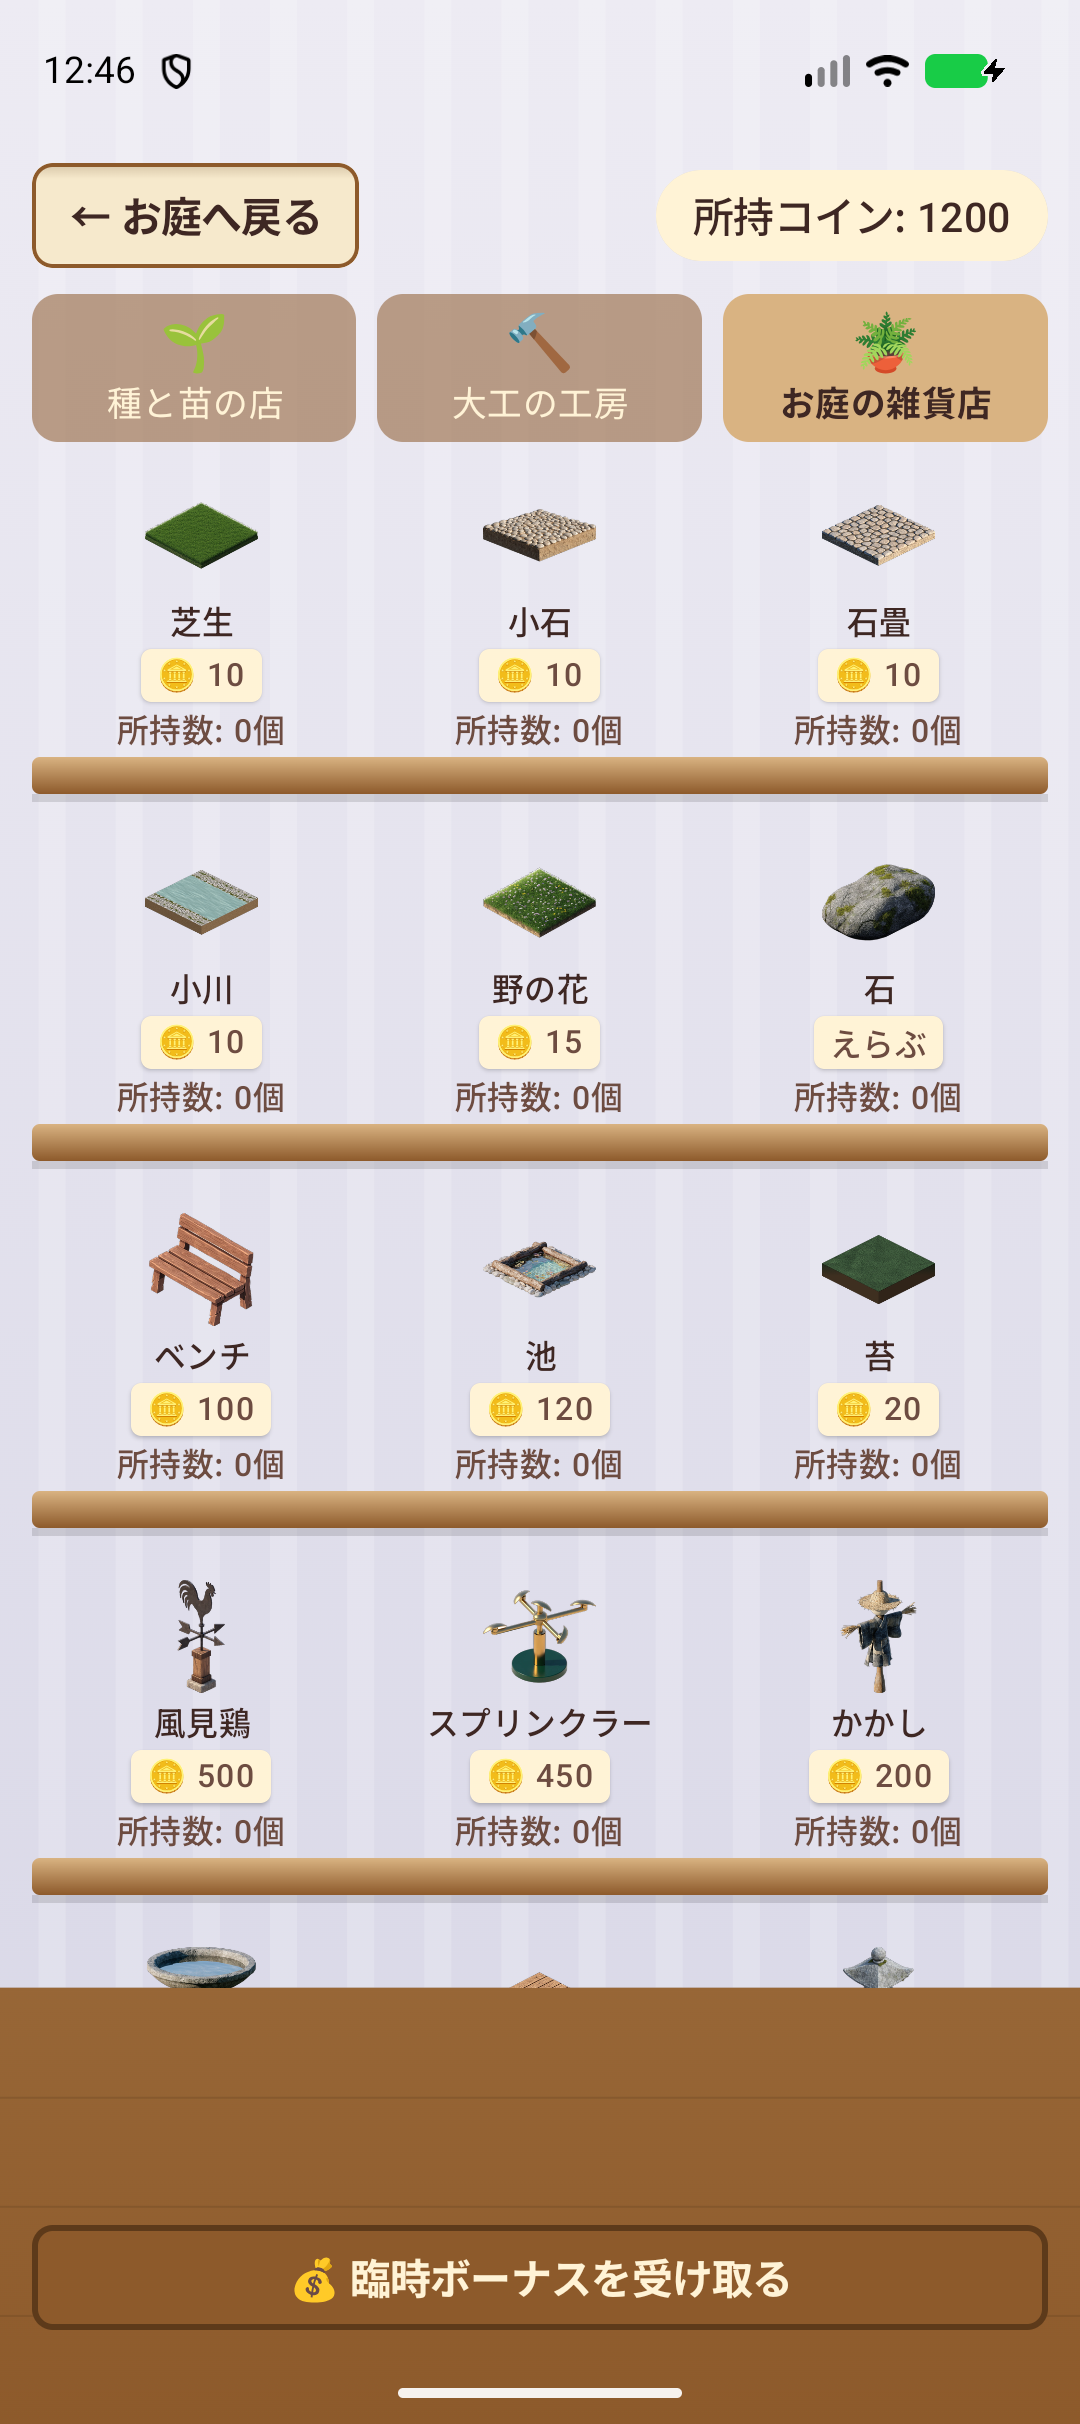 12:46
← お庭へ戻る
所持コイン: 1200
種と苗の店
大工の工房
お庭の雑貨店
芝生
小石
石畳
10
10
10
所持数: 0個
所持数: 0個
所持数: 0個
小川
野の花
石
10
15
えらぶ
所持数: 0個
所持数: 0個
所持数: 0個
ベンチ
池
苔
100
120
20
所持数: 0個
所持数: 0個
所持数: 0個
風見鶏
スプリンクラー
かかし
500
450
200
所持数: 0個
所持数: 0個
所持数: 0個
💰 臨時ボーナスを受け取る